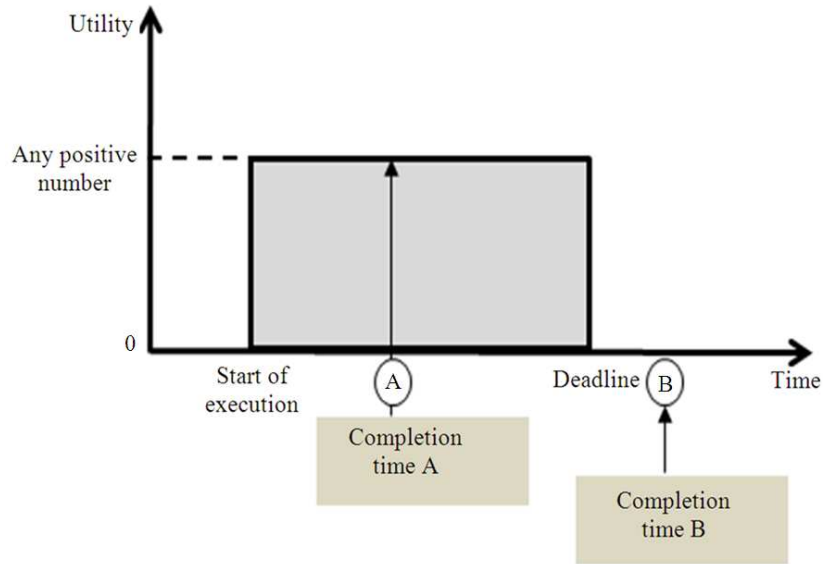 Utility
Any positive
number
0
Start of
execution
A
Deadline
B
Time
Completion
time A
Completion
time B